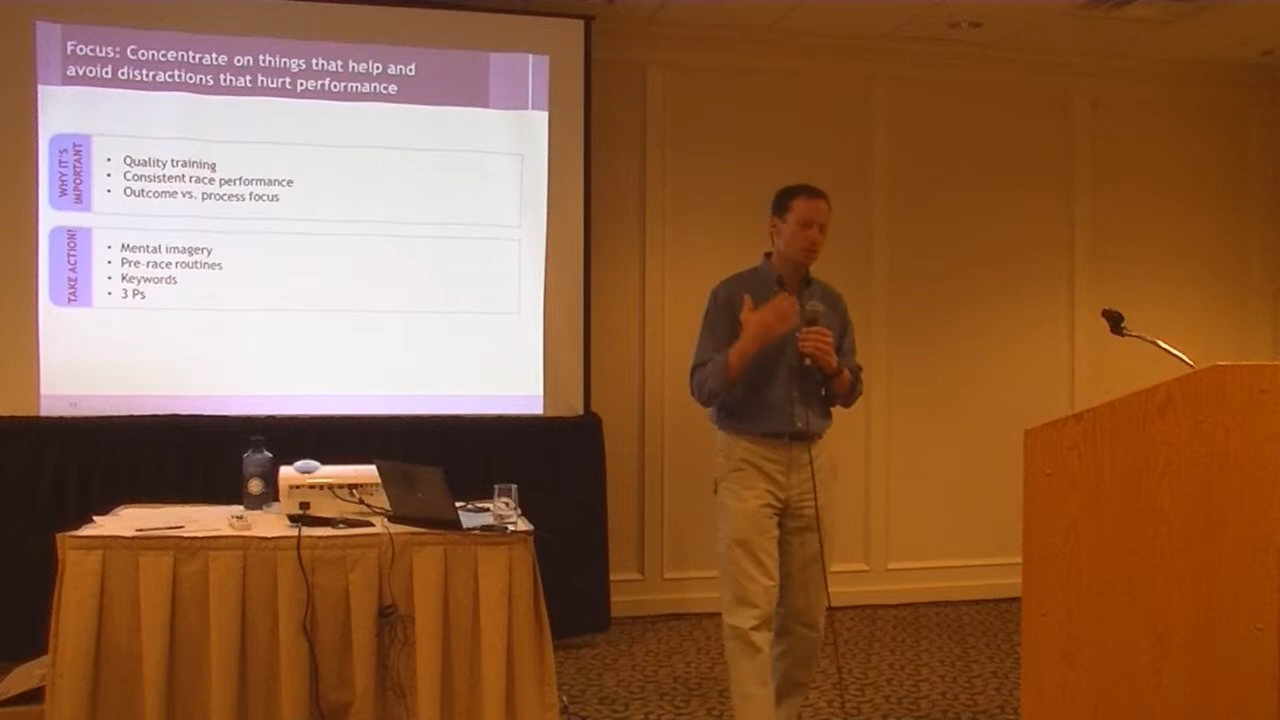 Focus: Concentrate on things that help and
avoid distractions that hurt performance
WHY IT'S
IMPORTANT
• Quality training
• Consistent race performance
• Outcome vs. process focus
TAKE ACTION!
• Mental imagery
• Pre-race routines
• Keywords
• 3 Ps